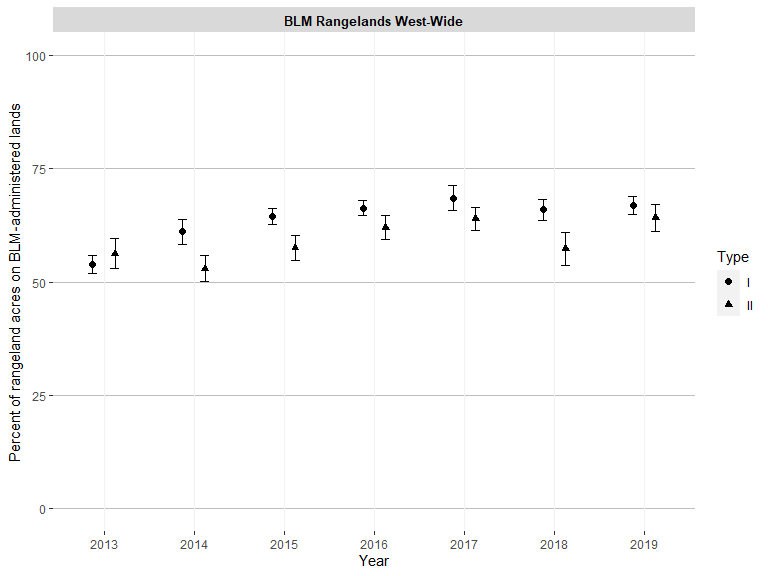 BLM Rangelands West-Wide
Percent of rangeland acres on BLM-administered lands
100
75
50
25
0
2013 2014 2015 2016 2017 2018 2019
Year
Type
I
II